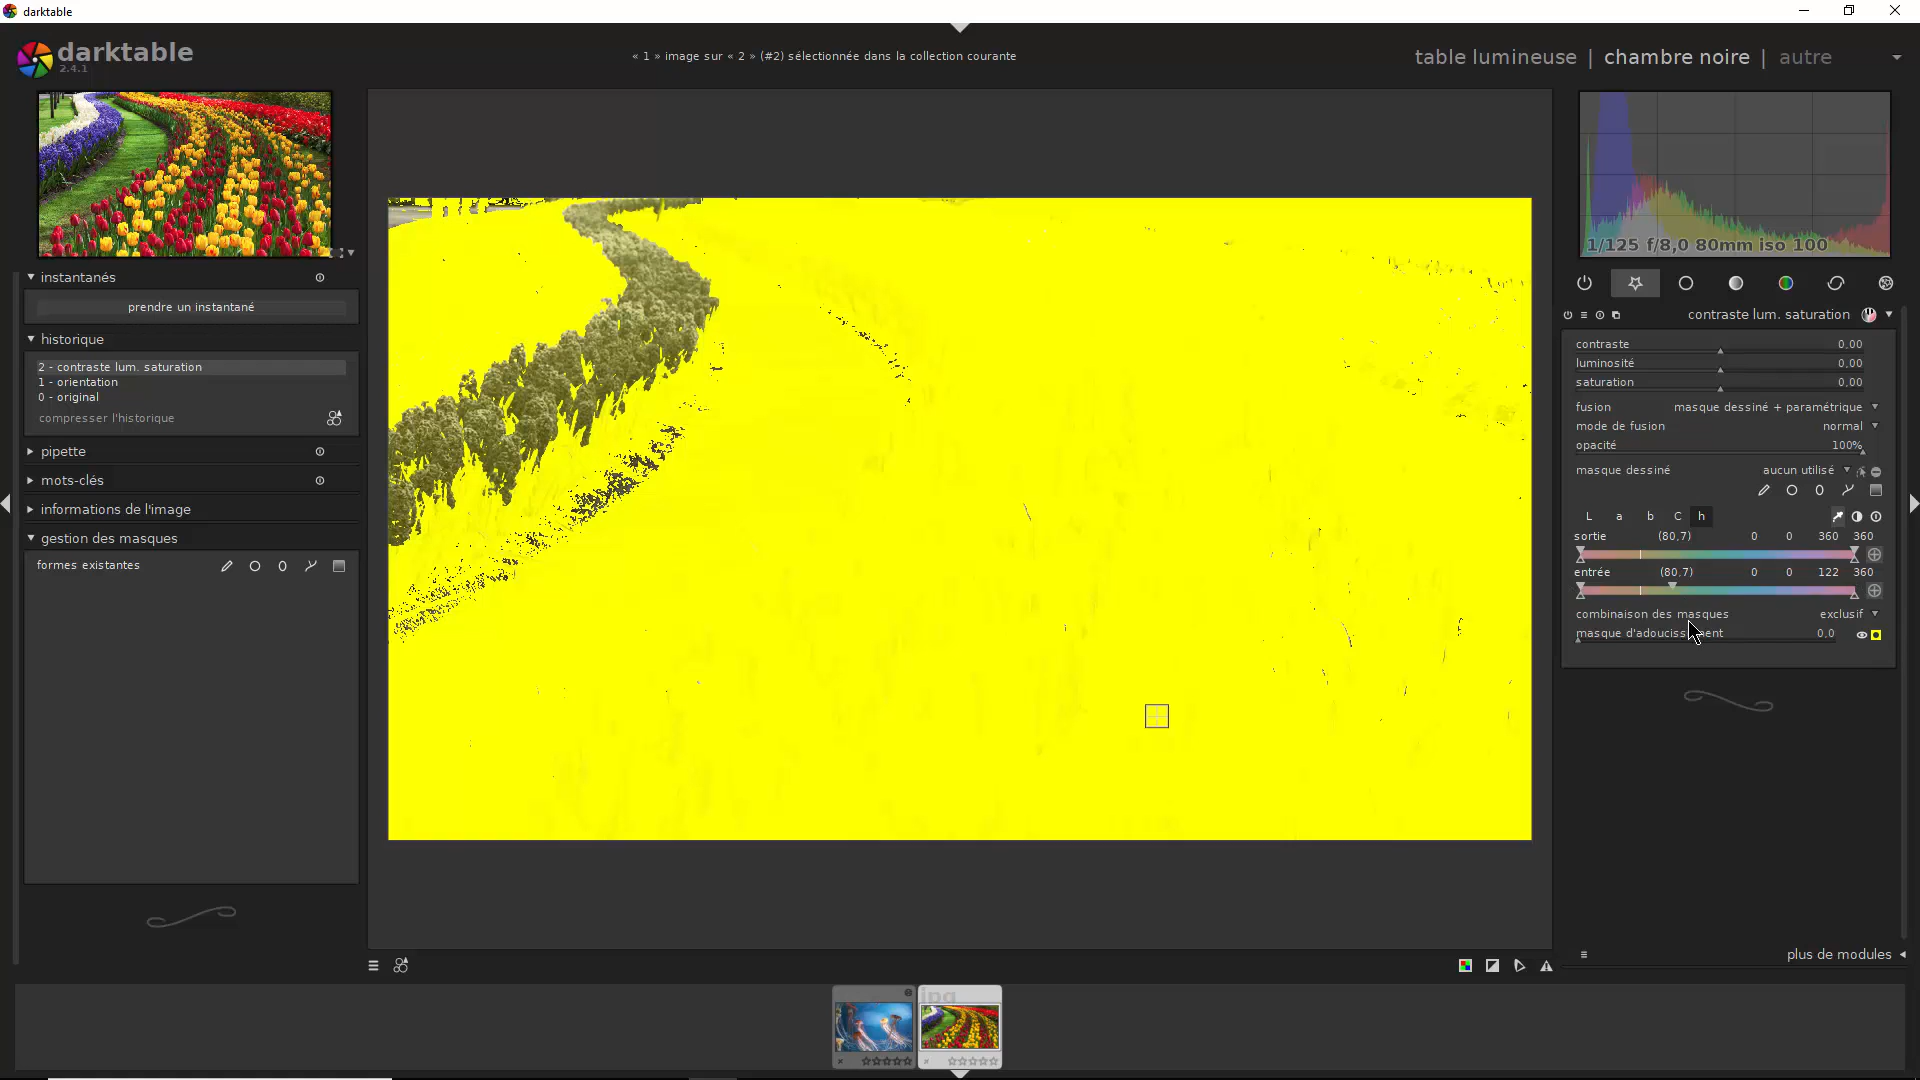 darktable
darktable
2.4.1
« 1 » image sur « 2 » (#2) sélectionnée dans la collection courante
table lumineuse | chambre noire | autre
instantanés
prendre un instantané
historique
2 - contraste lum. saturation
1 - orientation
0 - original
compresser l'historique
pipette
mots-clés
informations de l'image
gestion des masques
formes existantes
1/125 f/8,0 80mm iso 100
contraste lum. saturation
contraste 0,00
luminosité 0,00
saturation 0,00
fusion masque dessiné + paramétrique
mode de fusion normal
opacité 100%
masque dessiné aucun utilisé
L a b C h
sortie (80,7) 0 0 360 360
entrée (80,7) 0 0 122 360
combinaison des masques exclusif
0,0
plus de modules
jpg